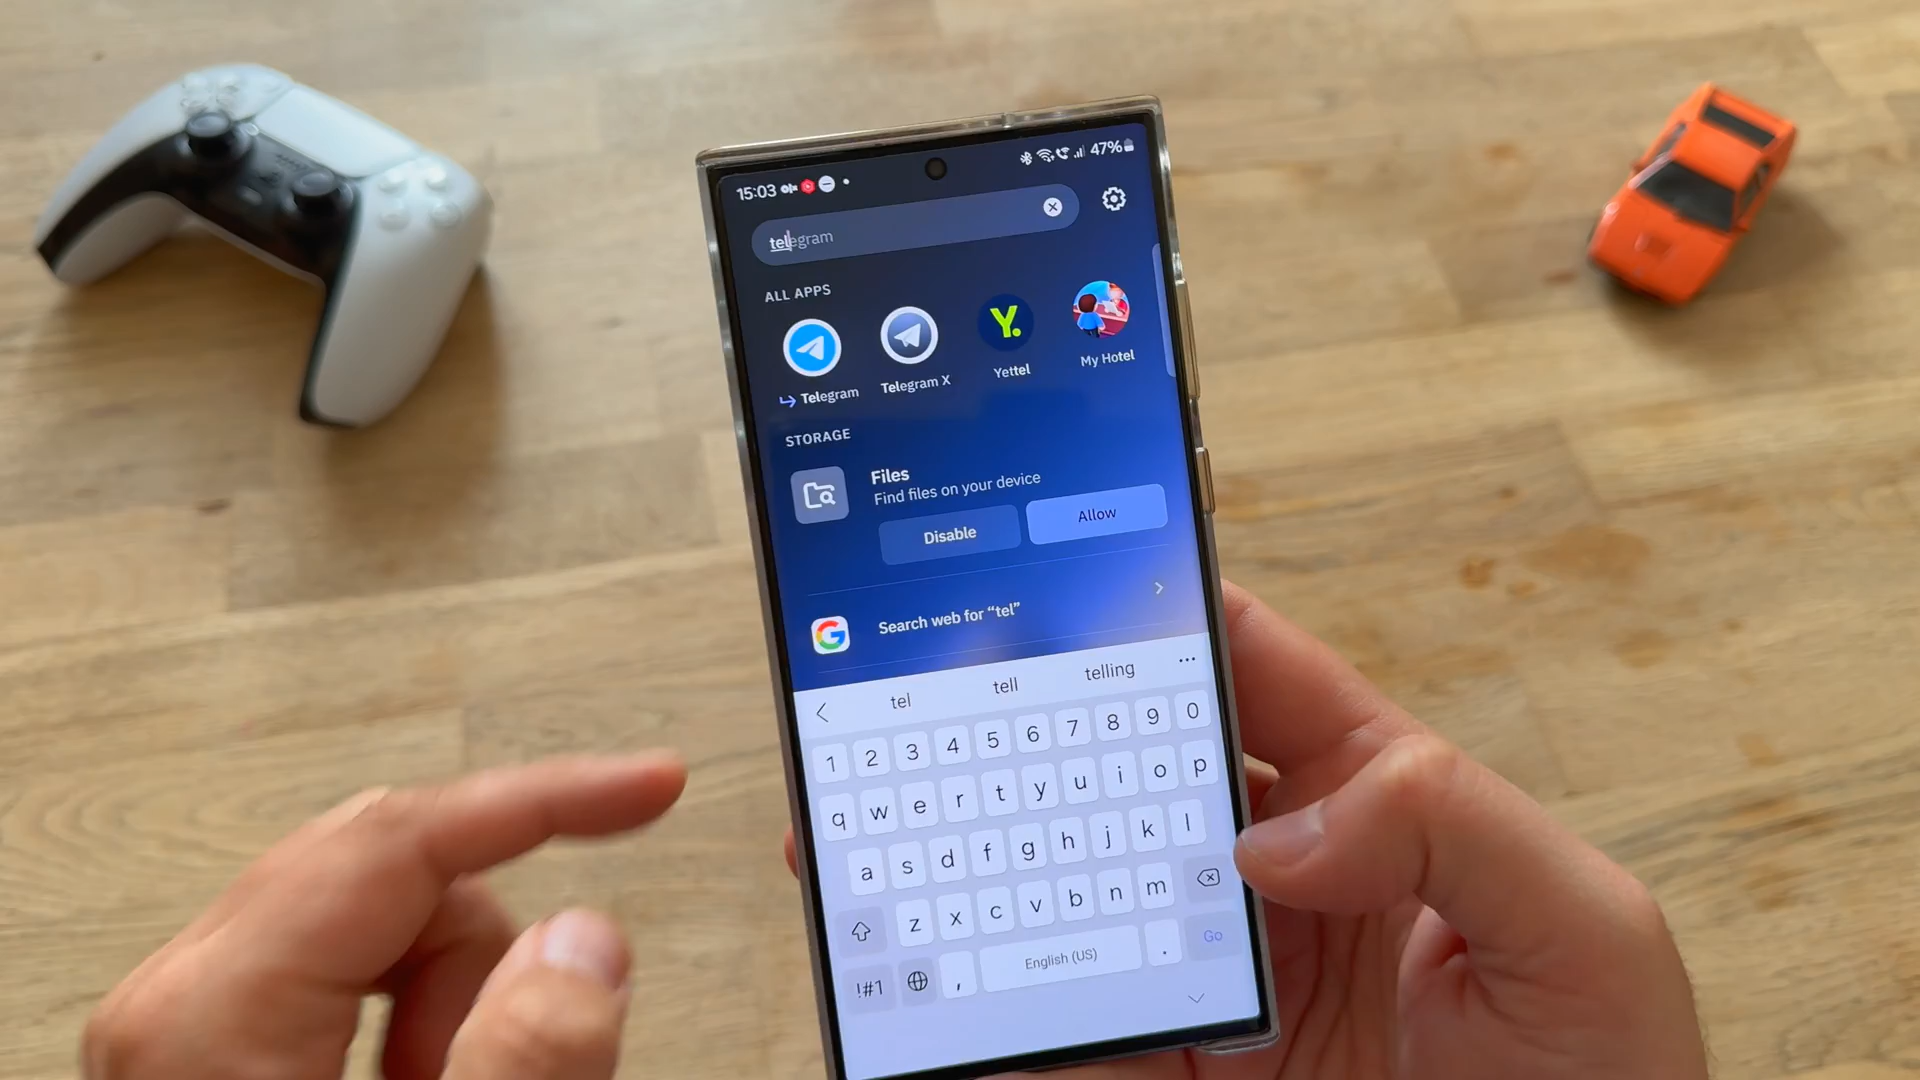 15:03 47%
telegram
ALL APPS
Telegram
Telegram X
Y.
Yettel
My Hotel
STORAGE
Files
Find files on your device
Disable
Allow
G
Search web for “tel”
tel
tell
telling
1 2 3 4 5 6 7 8 9 0
q w e r t y u i o p
a s d f g h j k l
z x c v b n m
!#1 , English (US) . Go